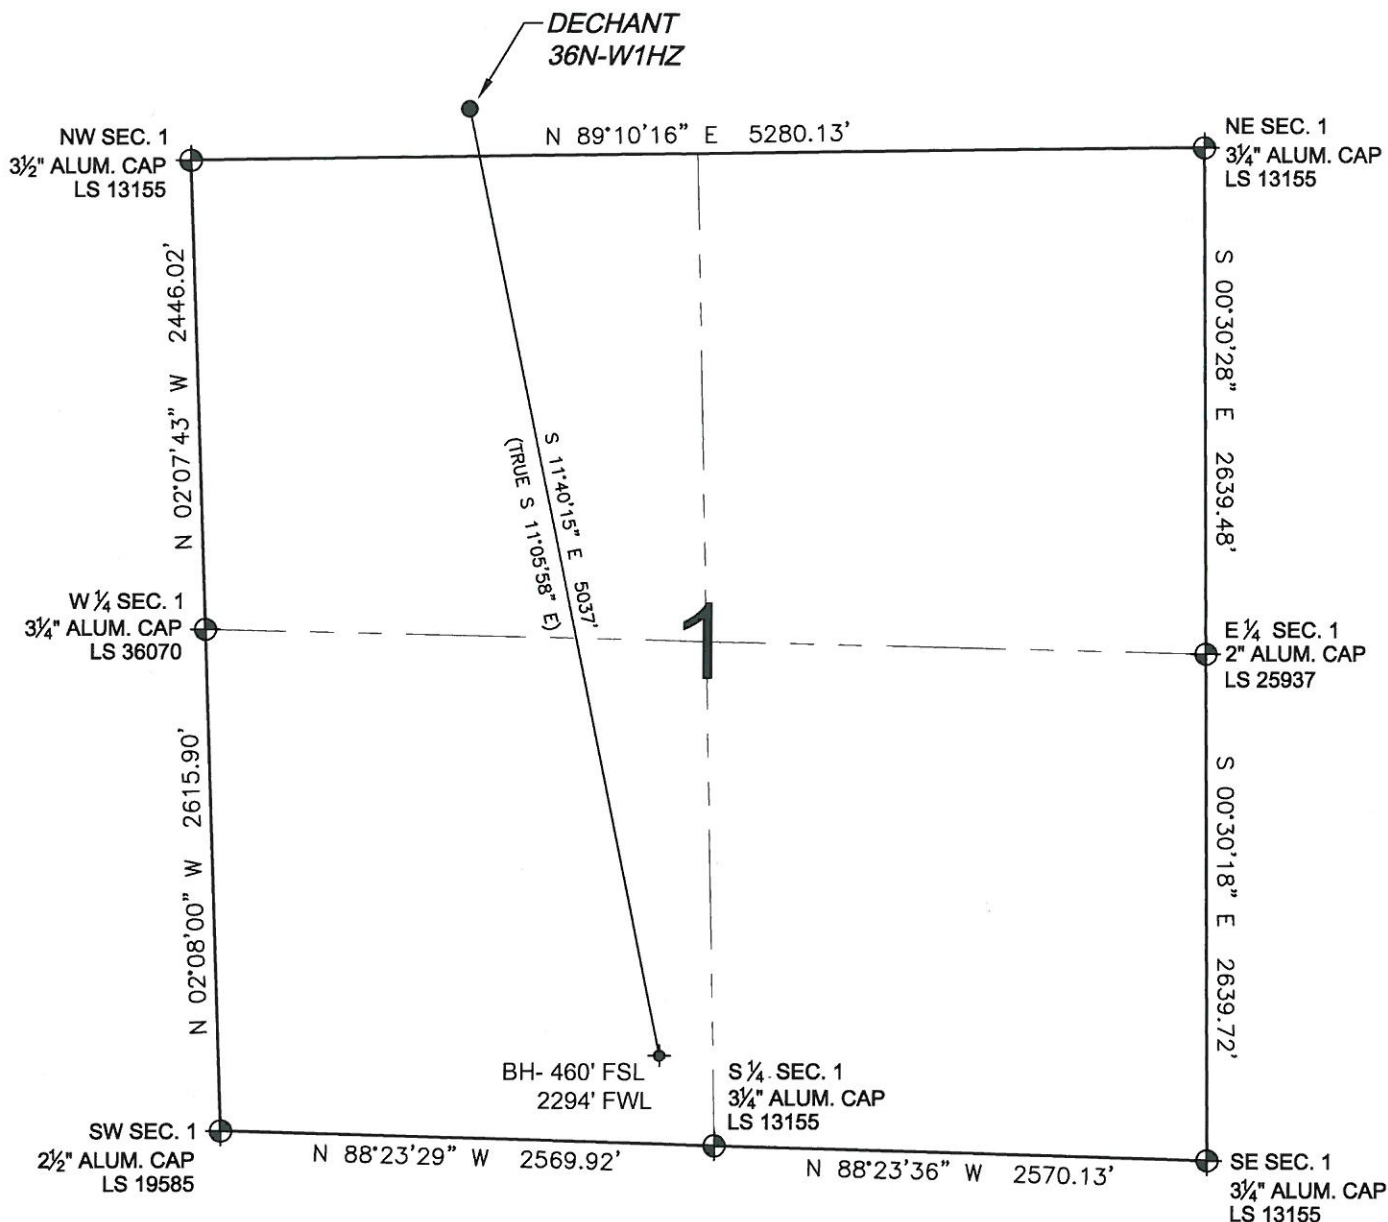 DECHANT
36N-W1HZ
NW SEC. 1
3½" ALUM. CAP
LS 13155
N 89°10'16" E 5280.13'
NE SEC. 1
3¼" ALUM. CAP
LS 13155
N 02°07'43" W 2446.02'
S 00°30'28" E 2639.48'
S 11°40'15" E 5037'
(TRUE S 11°05'58" E)
W ¼ SEC. 1
3¼" ALUM. CAP
LS 36070
1
E ¼ SEC. 1
2" ALUM. CAP
LS 25937
N 02°08'00" W 2615.90'
S 00°30'18" E 2639.72'
BH- 460' FSL
2294' FWL
S ¼ SEC. 1
3¼" ALUM. CAP
LS 13155
SW SEC. 1
2½" ALUM. CAP
LS 19585
N 88°23'29" W 2569.92'
N 88°23'36" W 2570.13'
SE SEC. 1
3¼" ALUM. CAP
LS 13155